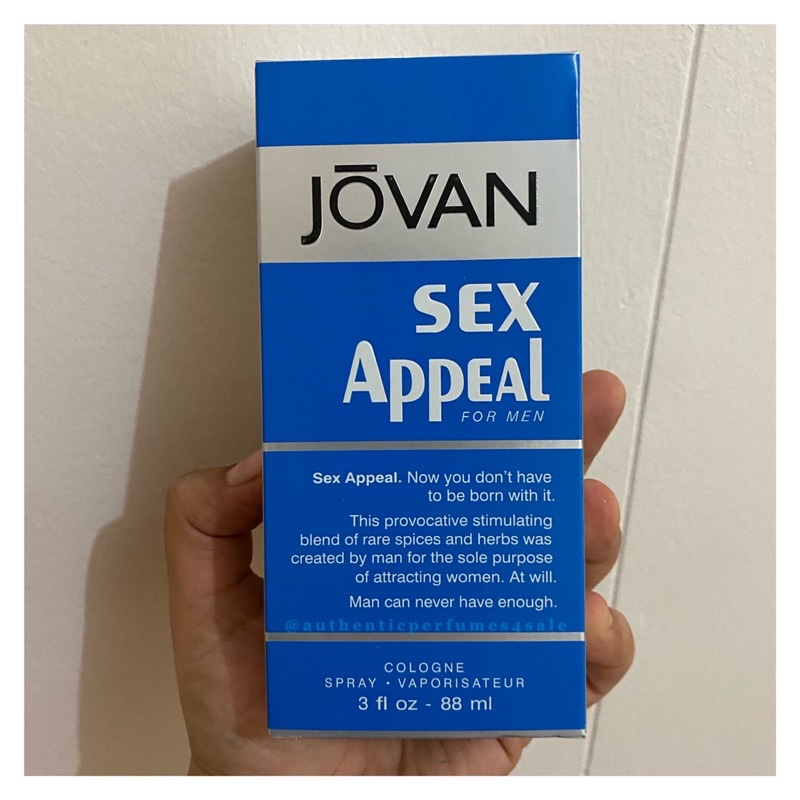 JŌVAN
SEX
APPEAL
FOR MEN
Sex Appeal. Now you don't have
to be born with it.
This provocative stimulating
blend of rare spices and herbs was
created by man for the sole purpose
of attracting women. At will.
Man can never have enough.
@authenticperfumes4sale
COLOGNE
SPRAY • VAPORISATEUR
3 fl oz - 88 ml